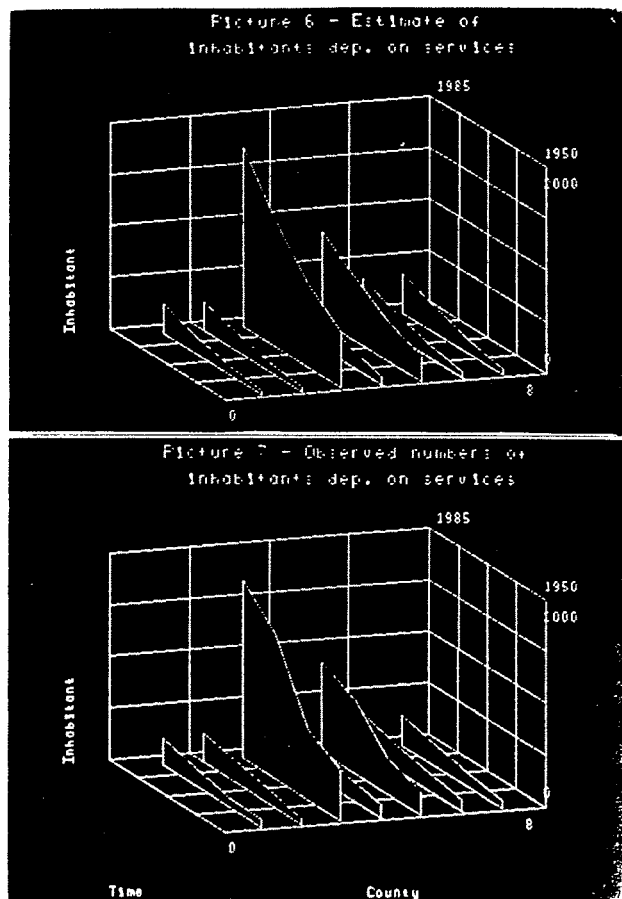 Picture 6 - Estimate of
inhabitants dep. on services
1985
1950
1000
Inhabitant
0
8
0
Picture 7 - Observed numbers of
inhabitants dep. on services
1985
1950
1000
Inhabitant
0
8
0
Time County